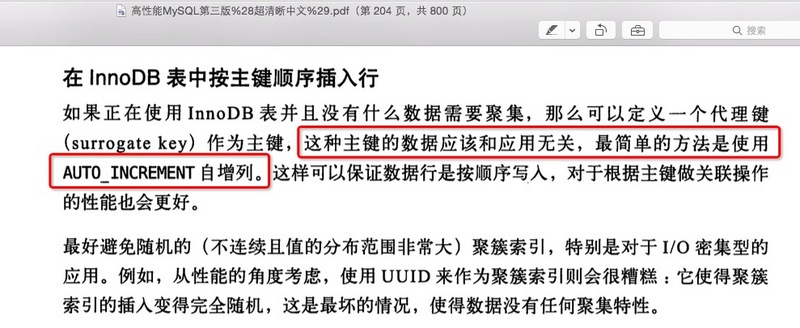 高性能MySQL第三版%28超清晰中文%29.pdf（第 204 页，共 800 页）
搜索
在 InnoDB 表中按主键顺序插入行
如果正在使用 InnoDB 表并且没有什么数据需要聚集，那么可以定义一个代理键
（surrogate key）作为主键，这种主键的数据应该和应用无关，最简单的方法是使用
AUTO_INCREMENT 自增列。这样可以保证数据行是按顺序写入，对于根据主键做关联操作
的性能也会更好。
最好避免随机的（不连续且值的分布范围非常大）聚簇索引，特别是对于 I/O 密集型的
应用。例如，从性能的角度考虑，使用 UUID 来作为聚簇索引则会很糟糕：它使得聚簇
索引的插入变得完全随机，这是最坏的情况，使得数据没有任何聚集特性。